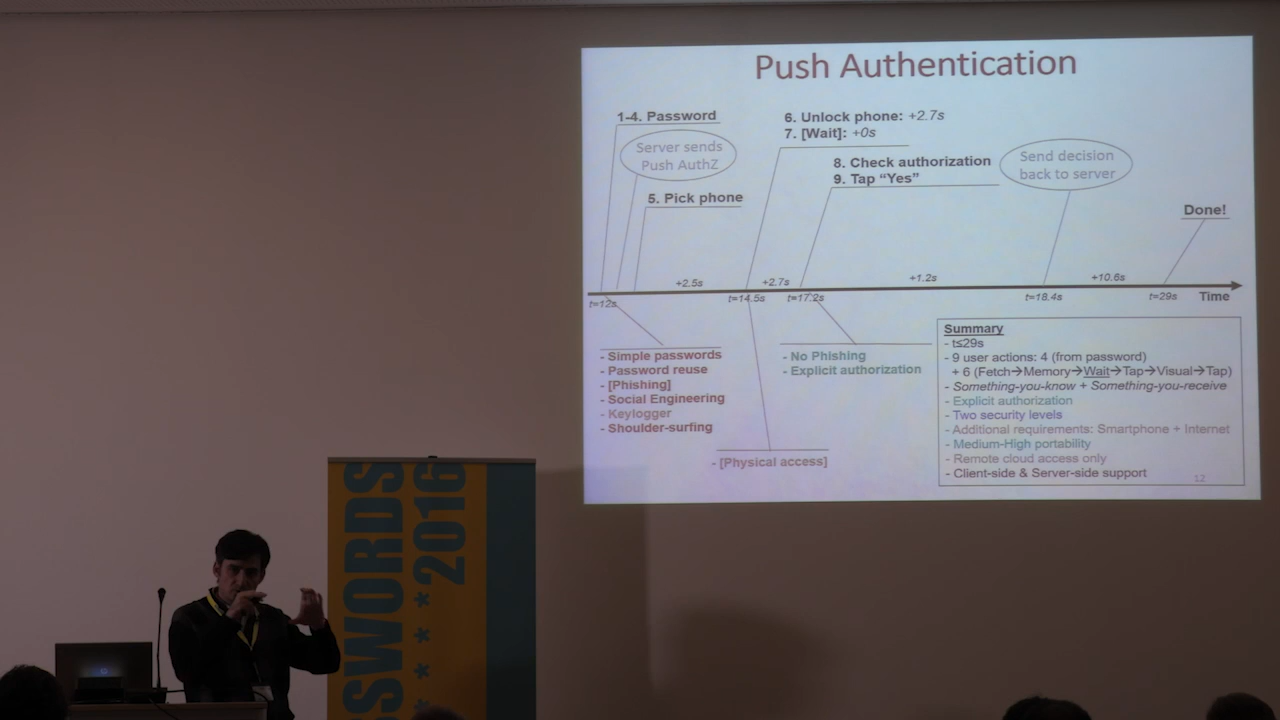 Push Authentication
1-4. Password
Server sends
Push AuthZ
5. Pick phone
6. Unlock phone: +2.7s
7. [Wait]: +0s
8. Check authorization
9. Tap “Yes”
Send decision
back to server
Done!
+2.5s
+2.7s
+1.2s
+10.6s
t=12s
t=14.5s
t=17.2s
t=18.4s
t=29s
Time
- Simple passwords
- Password reuse
- [Phishing]
- Social Engineering
- Keylogger
- Shoulder-surfing
- [Physical access]
- No Phishing
- Explicit authorization
Summary
- t≤29s
- 9 user actions: 4 (from password)
+ 6 (Fetch→Memory→Wait→Tap→Visual→Tap)
- Something-you-know + Something-you-receive
- Explicit authorization
- Two security levels
- Additional requirements: Smartphone + Internet
- Medium-High portability
- Remote cloud access only
- Client-side & Server-side support
12
SSWORDS
****2016